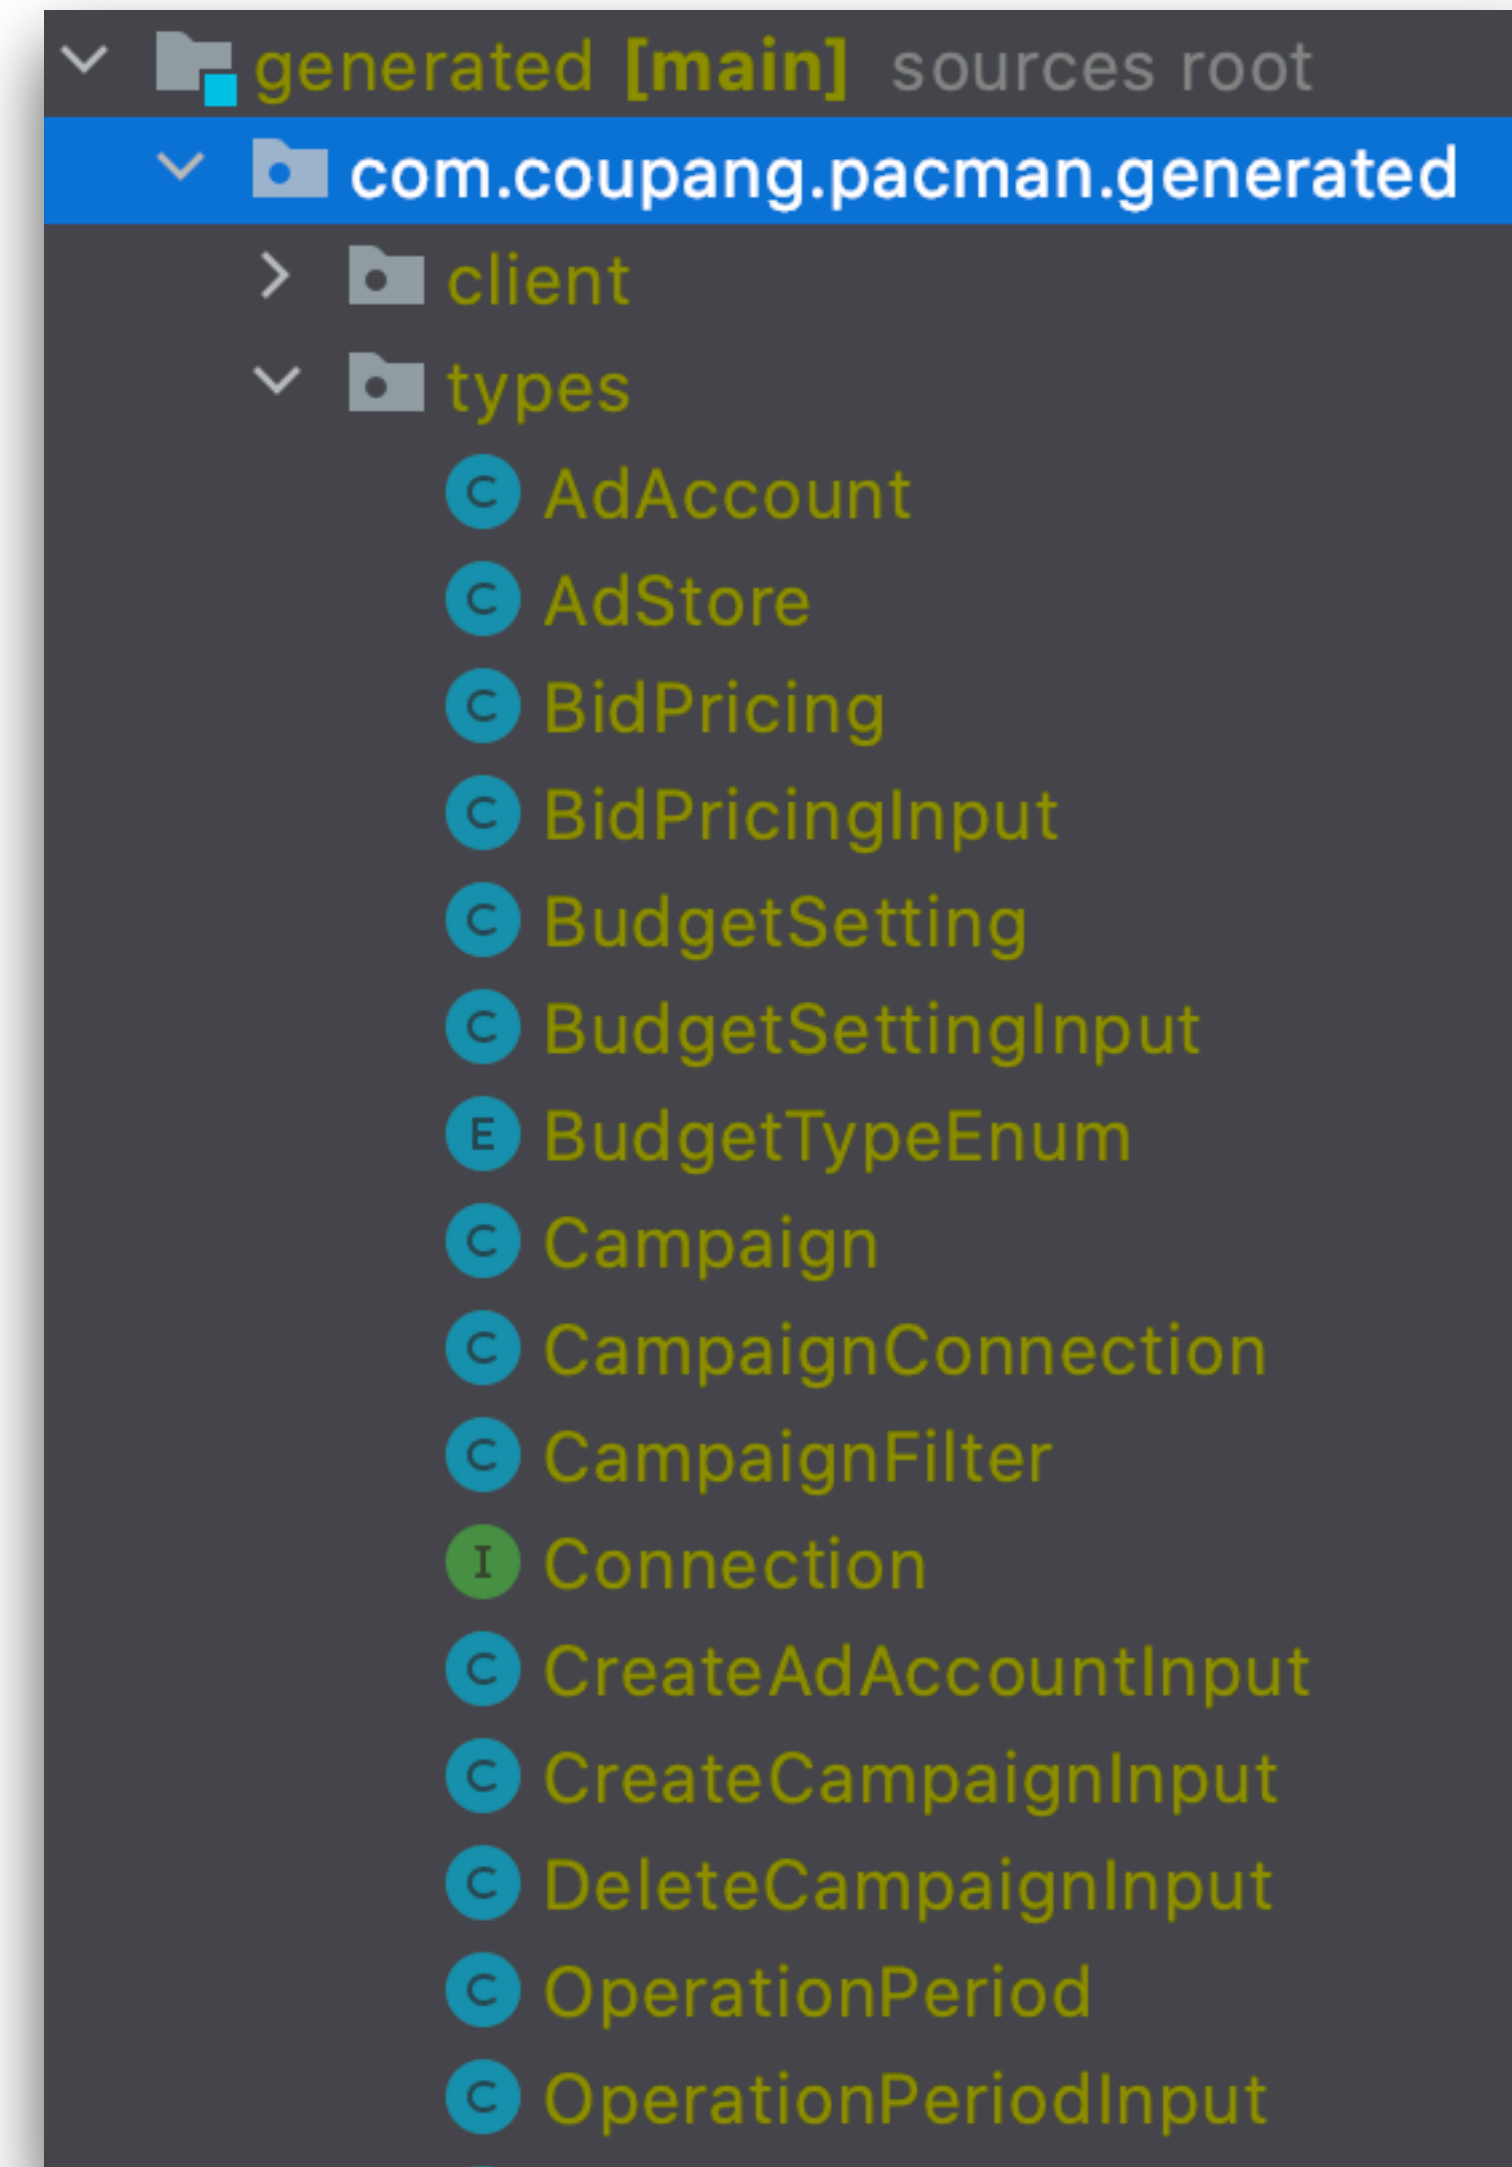 generated [main] sources root
com.coupang.pacman.generated
client
types
C AdAccount
C AdStore
C BidPricing
C BidPricingInput
C BudgetSetting
C BudgetSettingInput
E BudgetTypeEnum
C Campaign
C CampaignConnection
C CampaignFilter
I Connection
C CreateAdAccountInput
C CreateCampaignInput
C DeleteCampaignInput
C OperationPeriod
C OperationPeriodInput